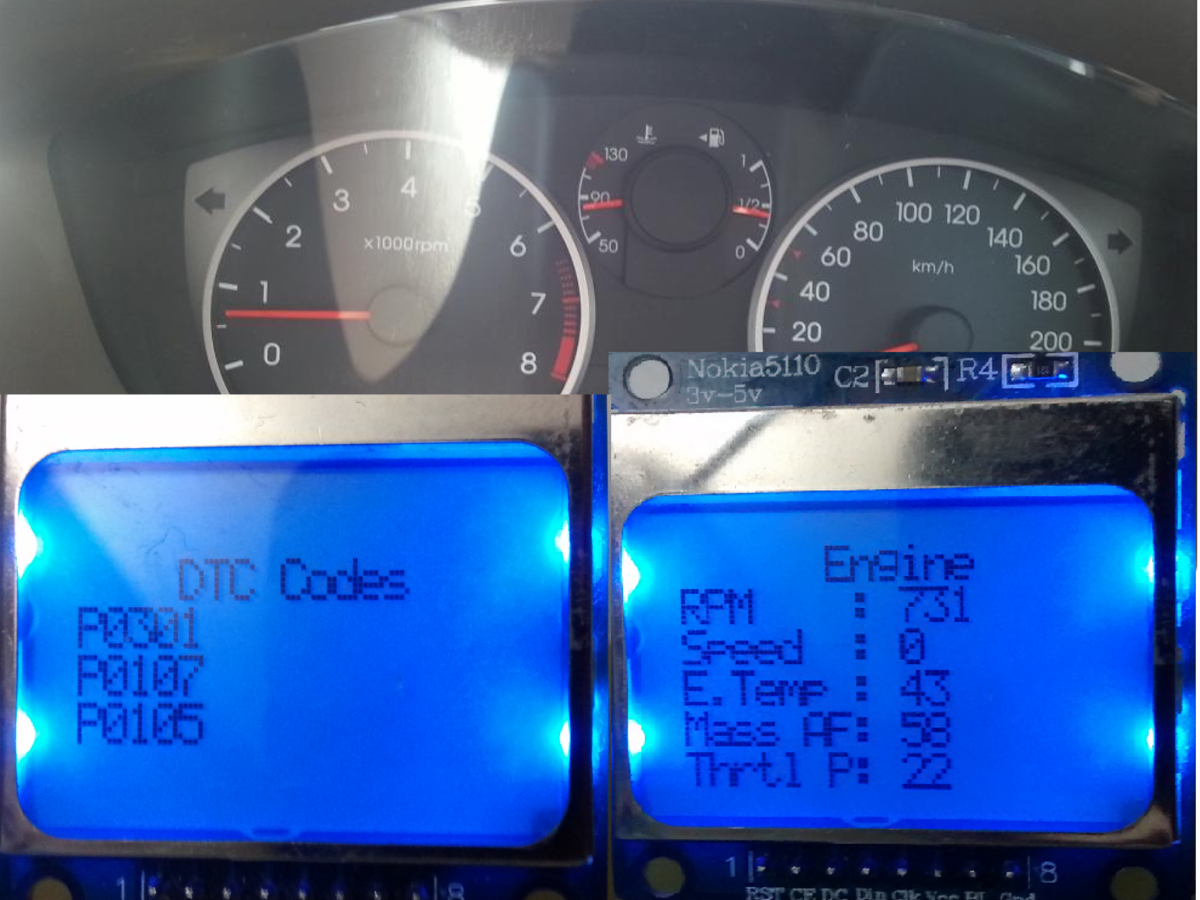 130
90
50
1
1/2
0
0
1
2
3
4
5
6
7
8
x1000rpm
20
40
60
80
100
120
140
160
180
200
km/h
DTC Codes
P0301
P0107
P0105
1
8
Nokia5110
3v-5v
C2
R4
Engine
RPM : 731
Speed : 0
E.Temp : 43
Mass AF: 58
Thrtl P: 22
1
8
RST CE DC Din Clk Vcc BL Gnd